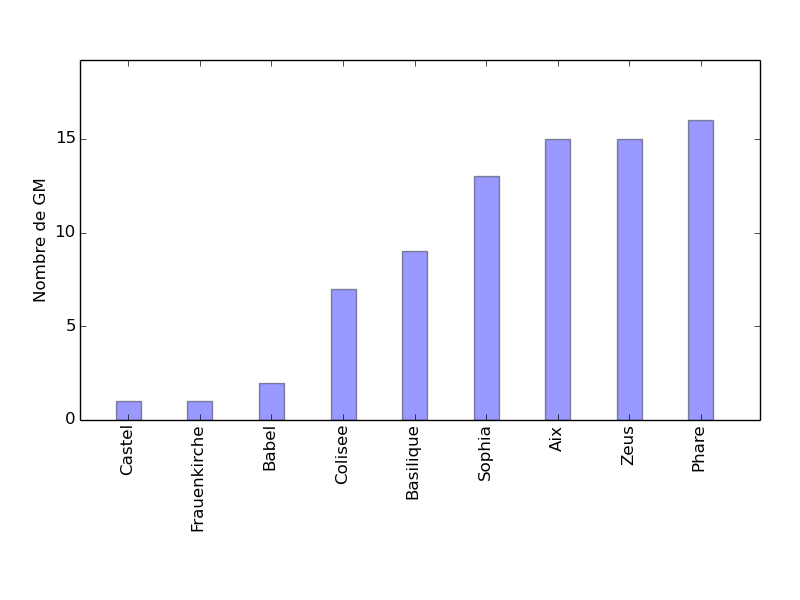 Nombre de GM
15
10
5
0
Castel
Frauenkirche
Babel
Colisee
Basilique
Sophia
Aix
Zeus
Phare